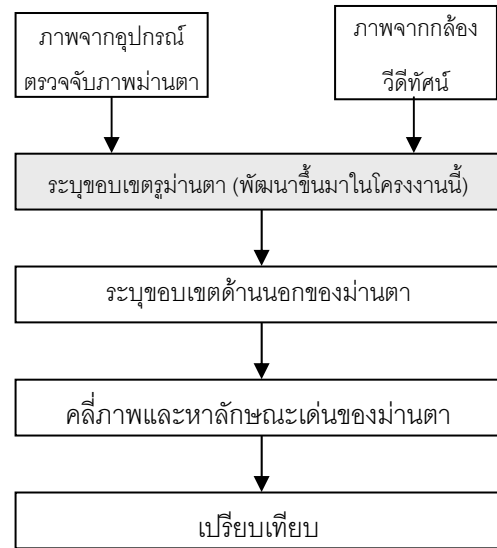 ภาพจากอุปกรณ์
ตรวจจับภาพม่านตา
ภาพจากกล้อง
วีดีทัศน์
ระบุขอบเขตรูม่านตา (พัฒนาขึ้นมาในโครงงานนี้)
ระบุขอบเขตด้านนอกของม่านตา
คลี่ภาพและหาลักษณะเด่นของม่านตา
เปรียบเทียบ